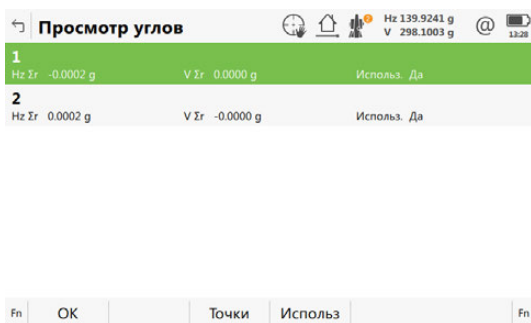 Просмотр углов
2
Hz 139.9241 g
V 298.1003 g
@
13:28
1
Hz Σr -0.0002 g V Σr 0.0000 g Использ. Да
2
Hz Σr 0.0002 g V Σr -0.0000 g Использ. Да
Fn OK Точки Использ Fn